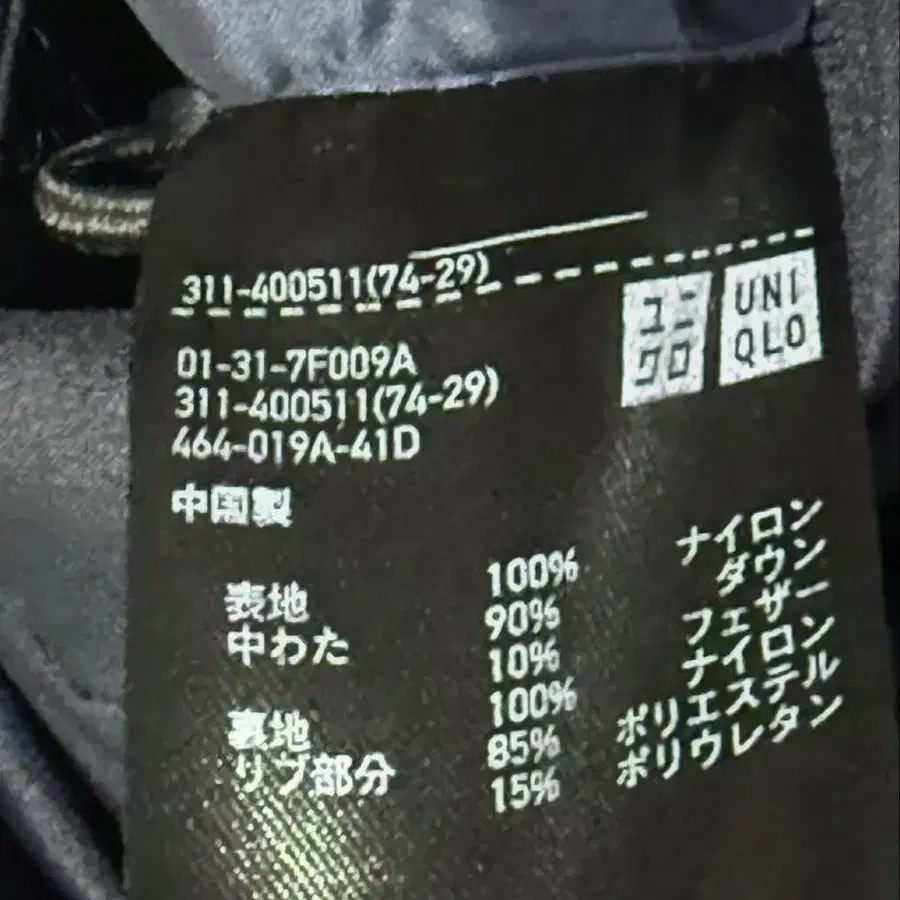 311-400511(74-29)
ユニクロ
UNIQLO
01-31-7F009A
311-400511(74-29)
464-019A-41D
中国製
表地 100% ナイロン
中わた 90% ダウン
10% フェザー
裏地 100% ナイロン
リブ部分 85% ポリエステル
15% ポリウレタン